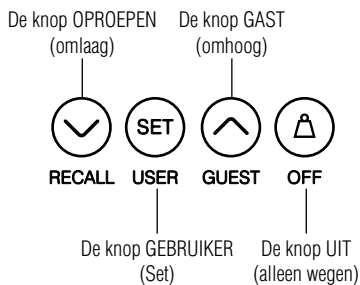 De knop OPROEPEN
(omlaag)
De knop GAST
(omhoog)
SET
RECALL USER GUEST OFF
De knop GEBRUIKER
(Set)
De knop UIT
(alleen wegen)